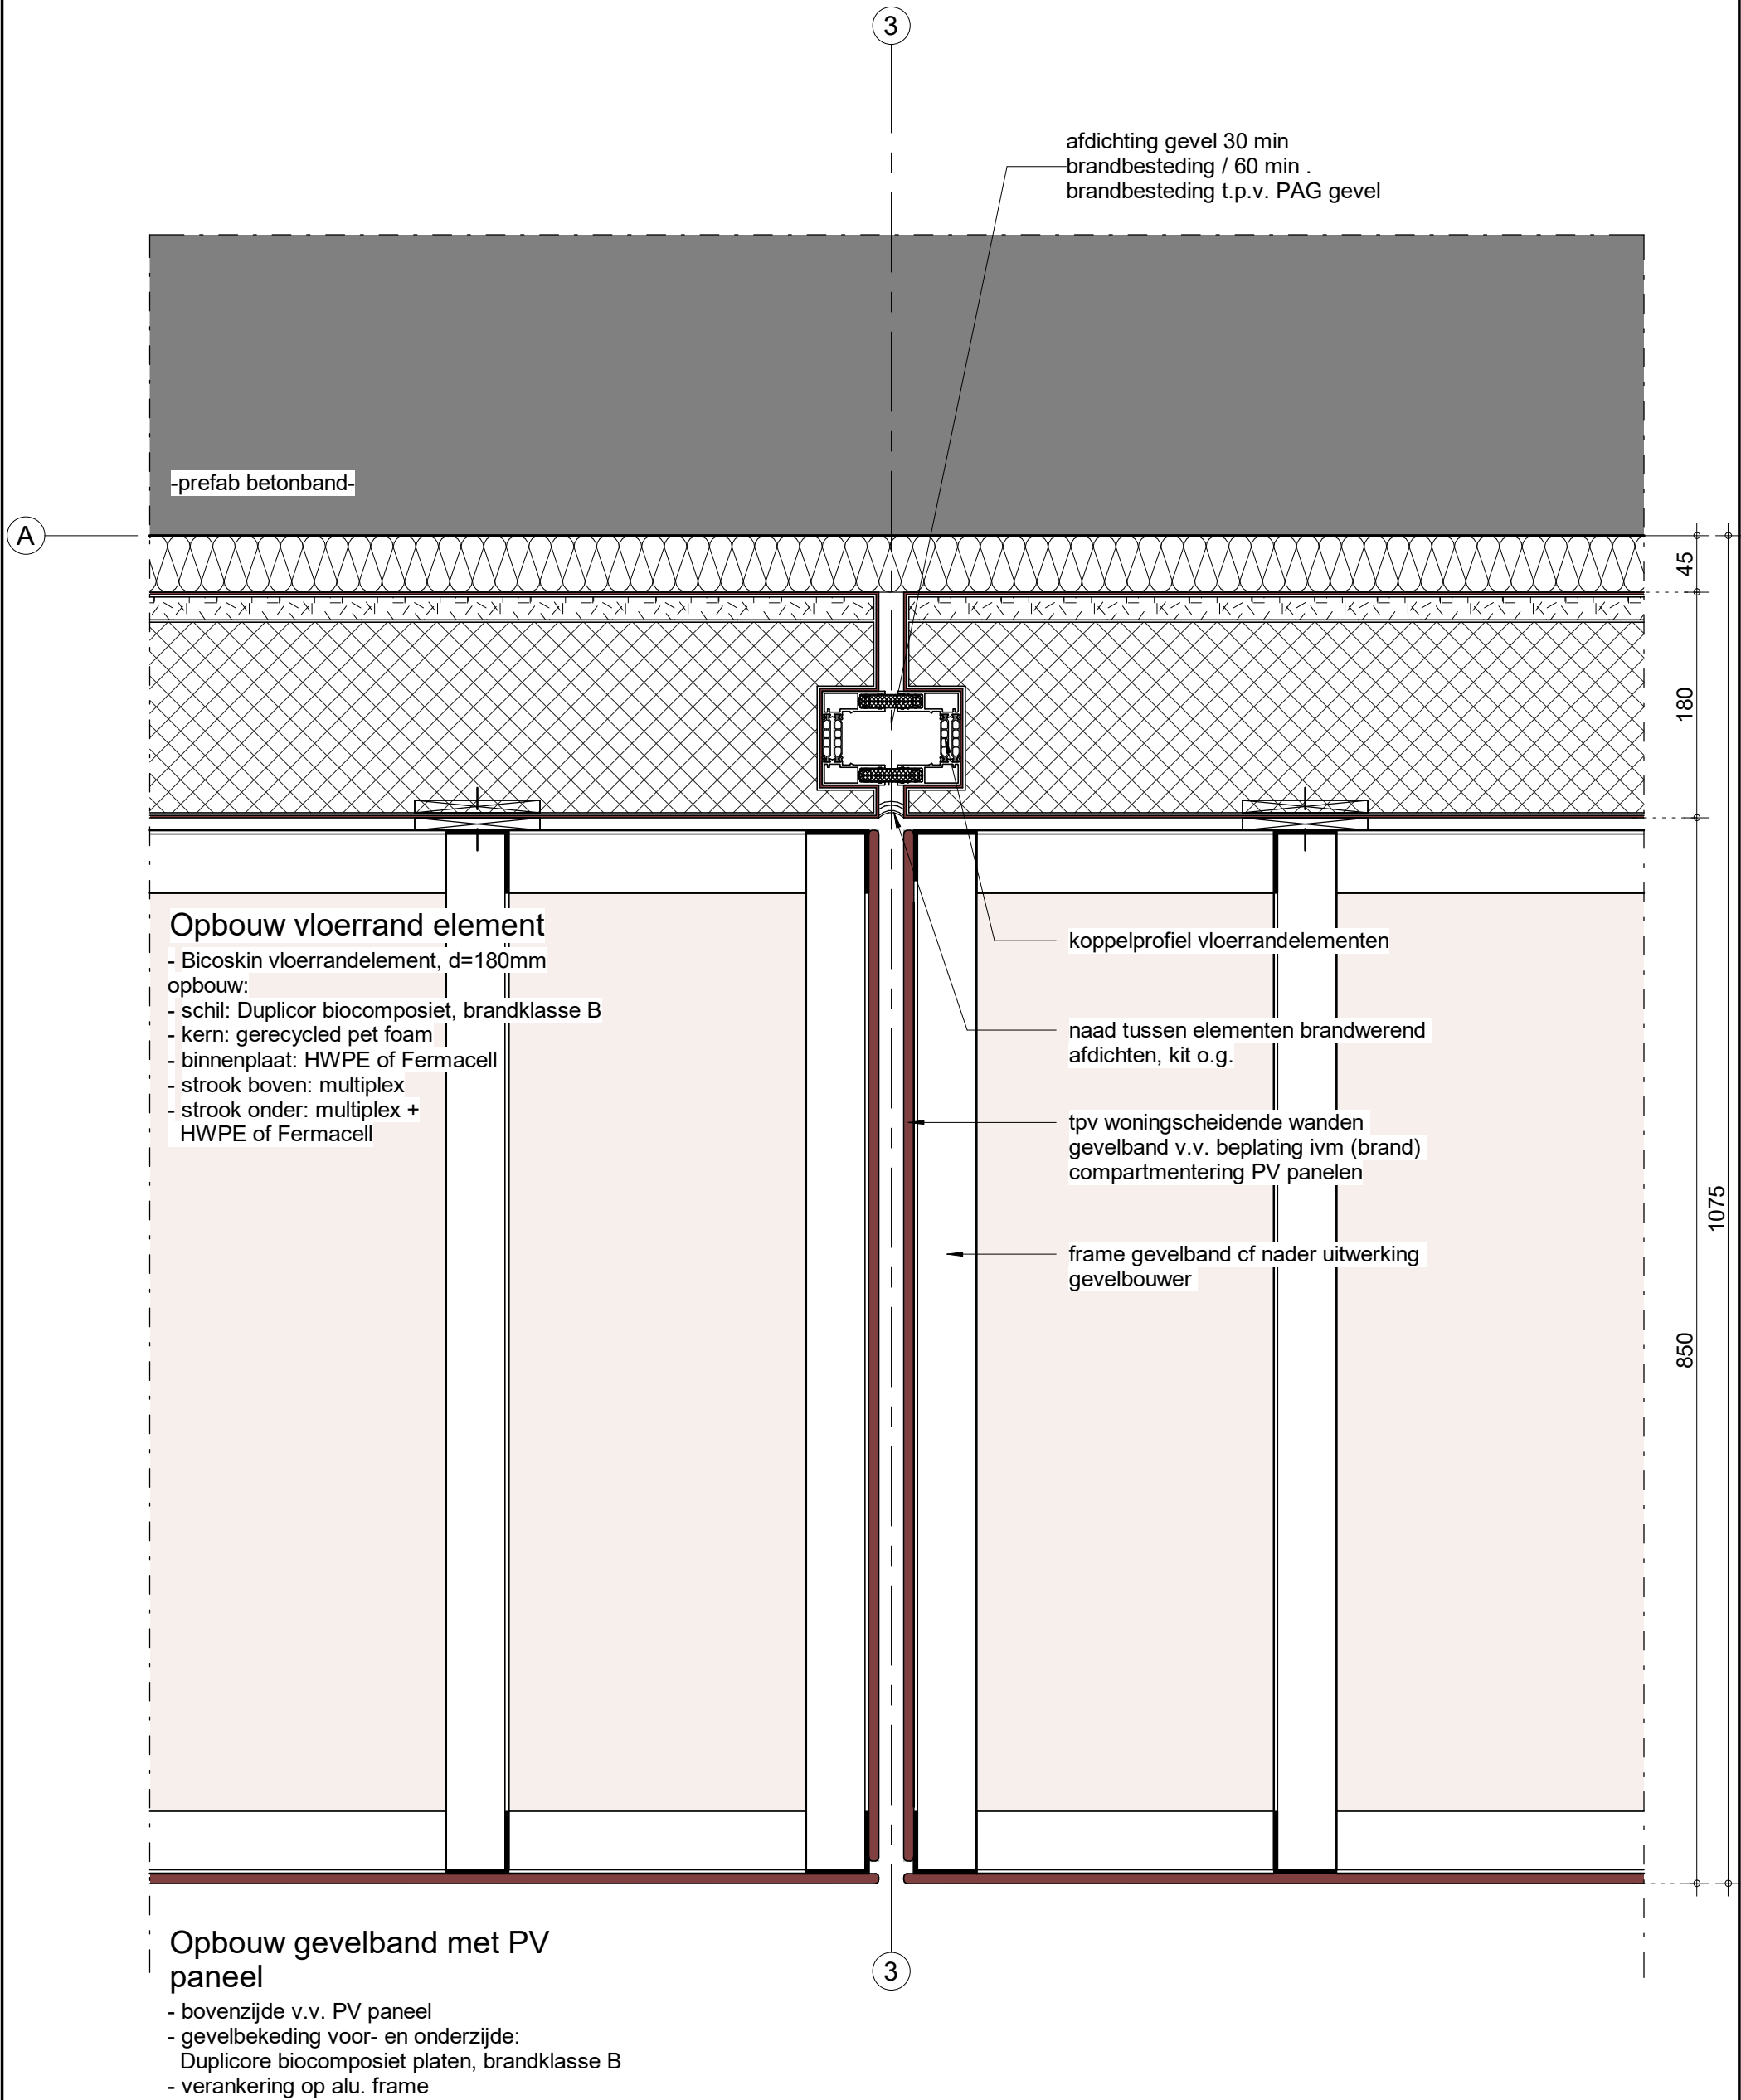 3
afdichting gevel 30 min
brandbesteding / 60 min .
brandbesteding t.p.v. PAG gevel
-prefab betonband-
A
45
180
Opbouw vloerrand element
- Bicoskin vloerrandelement, d=180mm
opbouw:
- schil: Duplicor biocomposiet, brandklasse B
- kern: gerecycled pet foam
- binnenplaat: HWPE of Fermacell
- strook boven: multiplex
- strook onder: multiplex +
HWPE of Fermacell
koppelprofiel vloerrandelementen
naad tussen elementen brandwerend
afdichten, kit o.g.
tpv woningscheidende wanden
gevelband v.v. beplating ivm (brand)
compartmentering PV panelen
frame gevelband cf nader uitwerking
gevelbouwer
1075
850
Opbouw gevelband met PV
paneel
- bovenzijde v.v. PV paneel
- gevelbekeding voor- en onderzijde:
Duplicore biocomposiet platen, brandklasse B
- verankering op alu. frame
3